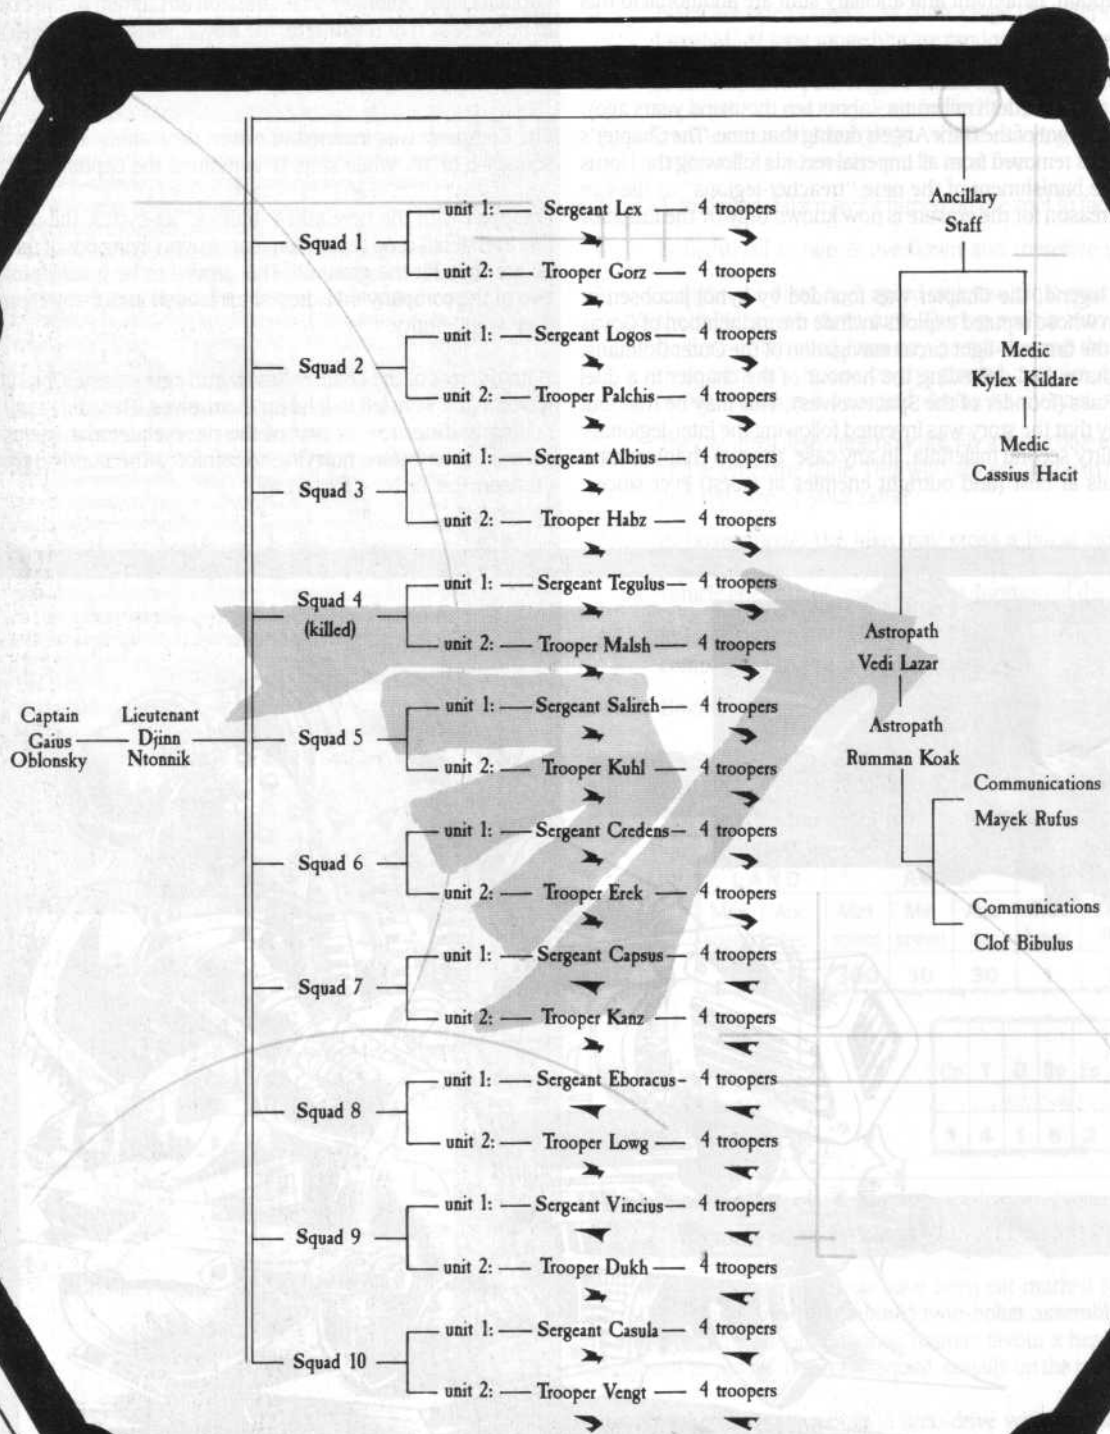 Ancillary
Staff
Medic
Kylex Kildare
Medic
Cassius Hacit
Astropath
Vedi Lazar
Astropath
Rumman Koak
Communications
Mayek Rufus
Communications
Clof Bibulus
Captain
Gaius
Oblonsky
Lieutenant
Djinn
Ntonnik
Squad 1
unit 1: Sergeant Lex 4 troopers
unit 2: Trooper Gorz 4 troopers
Squad 2
unit 1: Sergeant Logos 4 troopers
unit 2: Trooper Palchis 4 troopers
Squad 3
unit 1: Sergeant Albius 4 troopers
unit 2: Trooper Habz 4 troopers
Squad 4
(killed)
unit 1: Sergeant Tegulus 4 troopers
unit 2: Trooper Malsh 4 troopers
Squad 5
unit 1: Sergeant Salireh 4 troopers
unit 2: Trooper Kuhl 4 troopers
Squad 6
unit 1: Sergeant Credens 4 troopers
unit 2: Trooper Erek 4 troopers
Squad 7
unit 1: Sergeant Capsus 4 troopers
unit 2: Trooper Kanz 4 troopers
Squad 8
unit 1: Sergeant Eboracus 4 troopers
unit 2: Trooper Lowg 4 troopers
Squad 9
unit 1: Sergeant Vincius 4 troopers
unit 2: Trooper Dukh 4 troopers
Squad 10
unit 1: Sergeant Casula 4 troopers
unit 2: Trooper Vengt 4 troopers